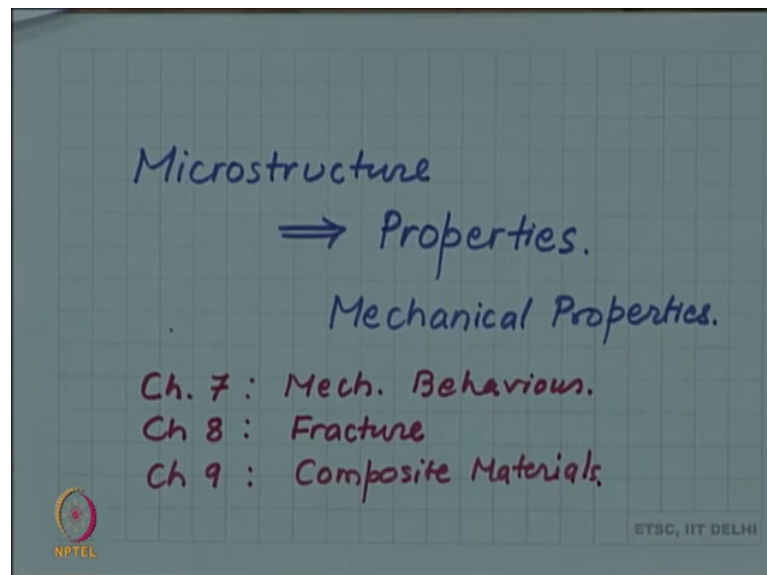 Microstructure
⇒ Properties.
Mechanical Properties.
Ch. 7 : Mech. Behaviour.
Ch 8 : Fracture
Ch 9 : Composite Materials.
NPTEL
ETSC, IIT DELHI